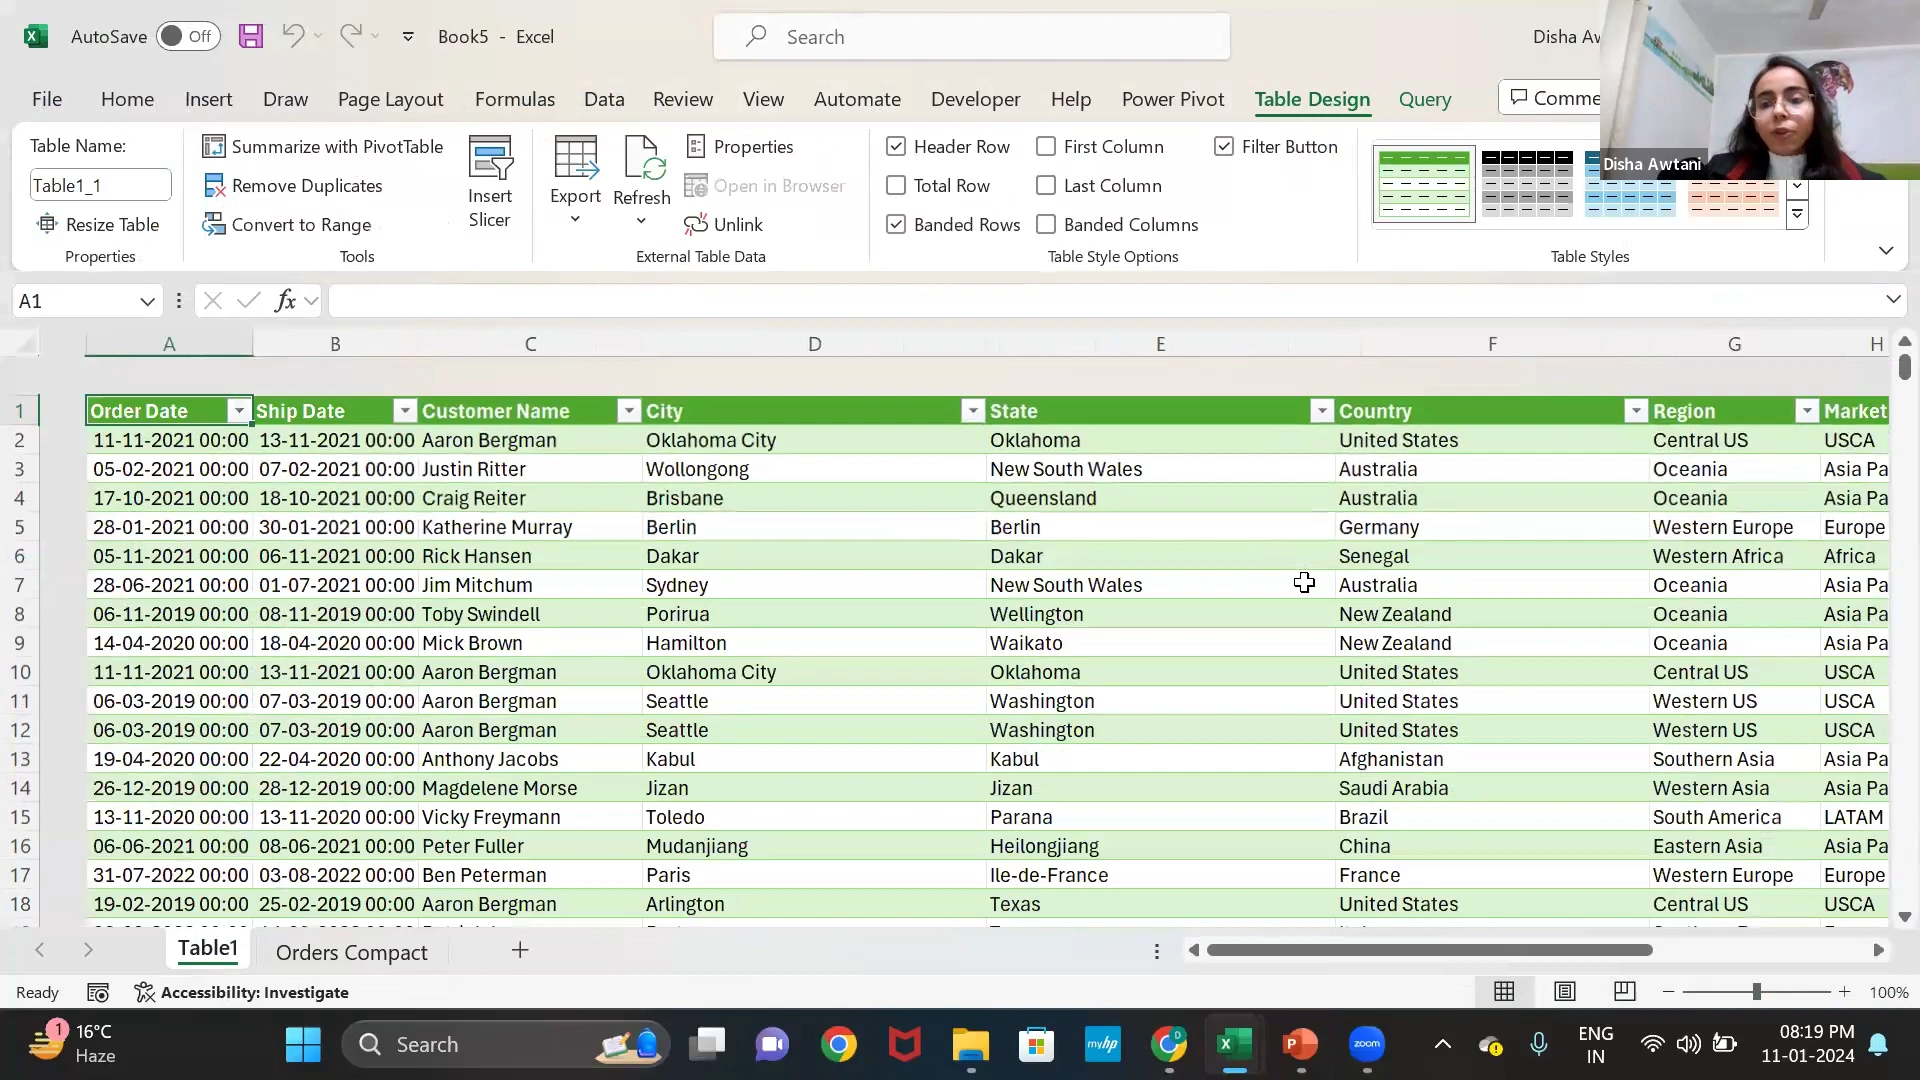 AutoSave Off Book5 - Excel Search Disha Aw
File Home Insert Draw Page Layout Formulas Data Review View Automate Developer Help Power Pivot Table Design Query Comme
Table Name:
Table1_1
Resize Table
Properties
Summarize with PivotTable
Remove Duplicates
Convert to Range
Tools
Insert
Slicer
Export
Refresh
Properties
Open in Browser
Unlink
External Table Data
Header Row First Column Filter Button
Total Row Last Column
Banded Rows Banded Columns
Table Style Options
Table Styles
Disha Awtani
A1 fx
A B C D E F G H
1 Order Date Ship Date Customer Name City State Country Region Market
2 11-11-2021 00:00 13-11-2021 00:00 Aaron Bergman Oklahoma City Oklahoma United States Central US USCA
3 05-02-2021 00:00 07-02-2021 00:00 Justin Ritter Wollongong New South Wales Australia Oceania Asia Pa
4 17-10-2021 00:00 18-10-2021 00:00 Craig Reiter Brisbane Queensland Australia Oceania Asia Pa
5 28-01-2021 00:00 30-01-2021 00:00 Katherine Murray Berlin Berlin Germany Western Europe Europe
6 05-11-2021 00:00 06-11-2021 00:00 Rick Hansen Dakar Dakar Senegal Western Africa Africa
7 28-06-2021 00:00 01-07-2021 00:00 Jim Mitchum Sydney New South Wales Australia Oceania Asia Pa
8 06-11-2019 00:00 08-11-2019 00:00 Toby Swindell Porirua Wellington New Zealand Oceania Asia Pa
9 14-04-2020 00:00 18-04-2020 00:00 Mick Brown Hamilton Waikato New Zealand Oceania Asia Pa
10 11-11-2021 00:00 13-11-2021 00:00 Aaron Bergman Oklahoma City Oklahoma United States Central US USCA
11 06-03-2019 00:00 07-03-2019 00:00 Aaron Bergman Seattle Washington United States Western US USCA
12 06-03-2019 00:00 07-03-2019 00:00 Aaron Bergman Seattle Washington United States Western US USCA
13 19-04-2020 00:00 22-04-2020 00:00 Anthony Jacobs Kabul Kabul Afghanistan Southern Asia Asia Pa
14 26-12-2019 00:00 28-12-2019 00:00 Magdelene Morse Jizan Jizan Saudi Arabia Western Asia Asia Pa
15 13-11-2020 00:00 13-11-2020 00:00 Vicky Freymann Toledo Parana Brazil South America LATAM
16 06-06-2021 00:00 08-06-2021 00:00 Peter Fuller Mudanjiang Heilongjiang China Eastern Asia Asia Pa
17 31-07-2022 00:00 03-08-2022 00:00 Ben Peterman Paris Ile-de-France France Western Europe Europe
18 19-02-2019 00:00 25-02-2019 00:00 Aaron Bergman Arlington Texas United States Central US USCA
Table1 Orders Compact
Ready Accessibility: Investigate 100%
1 16°C
Haze
Search
myhp
zoom
ENG
IN
08:19 PM
11-01-2024